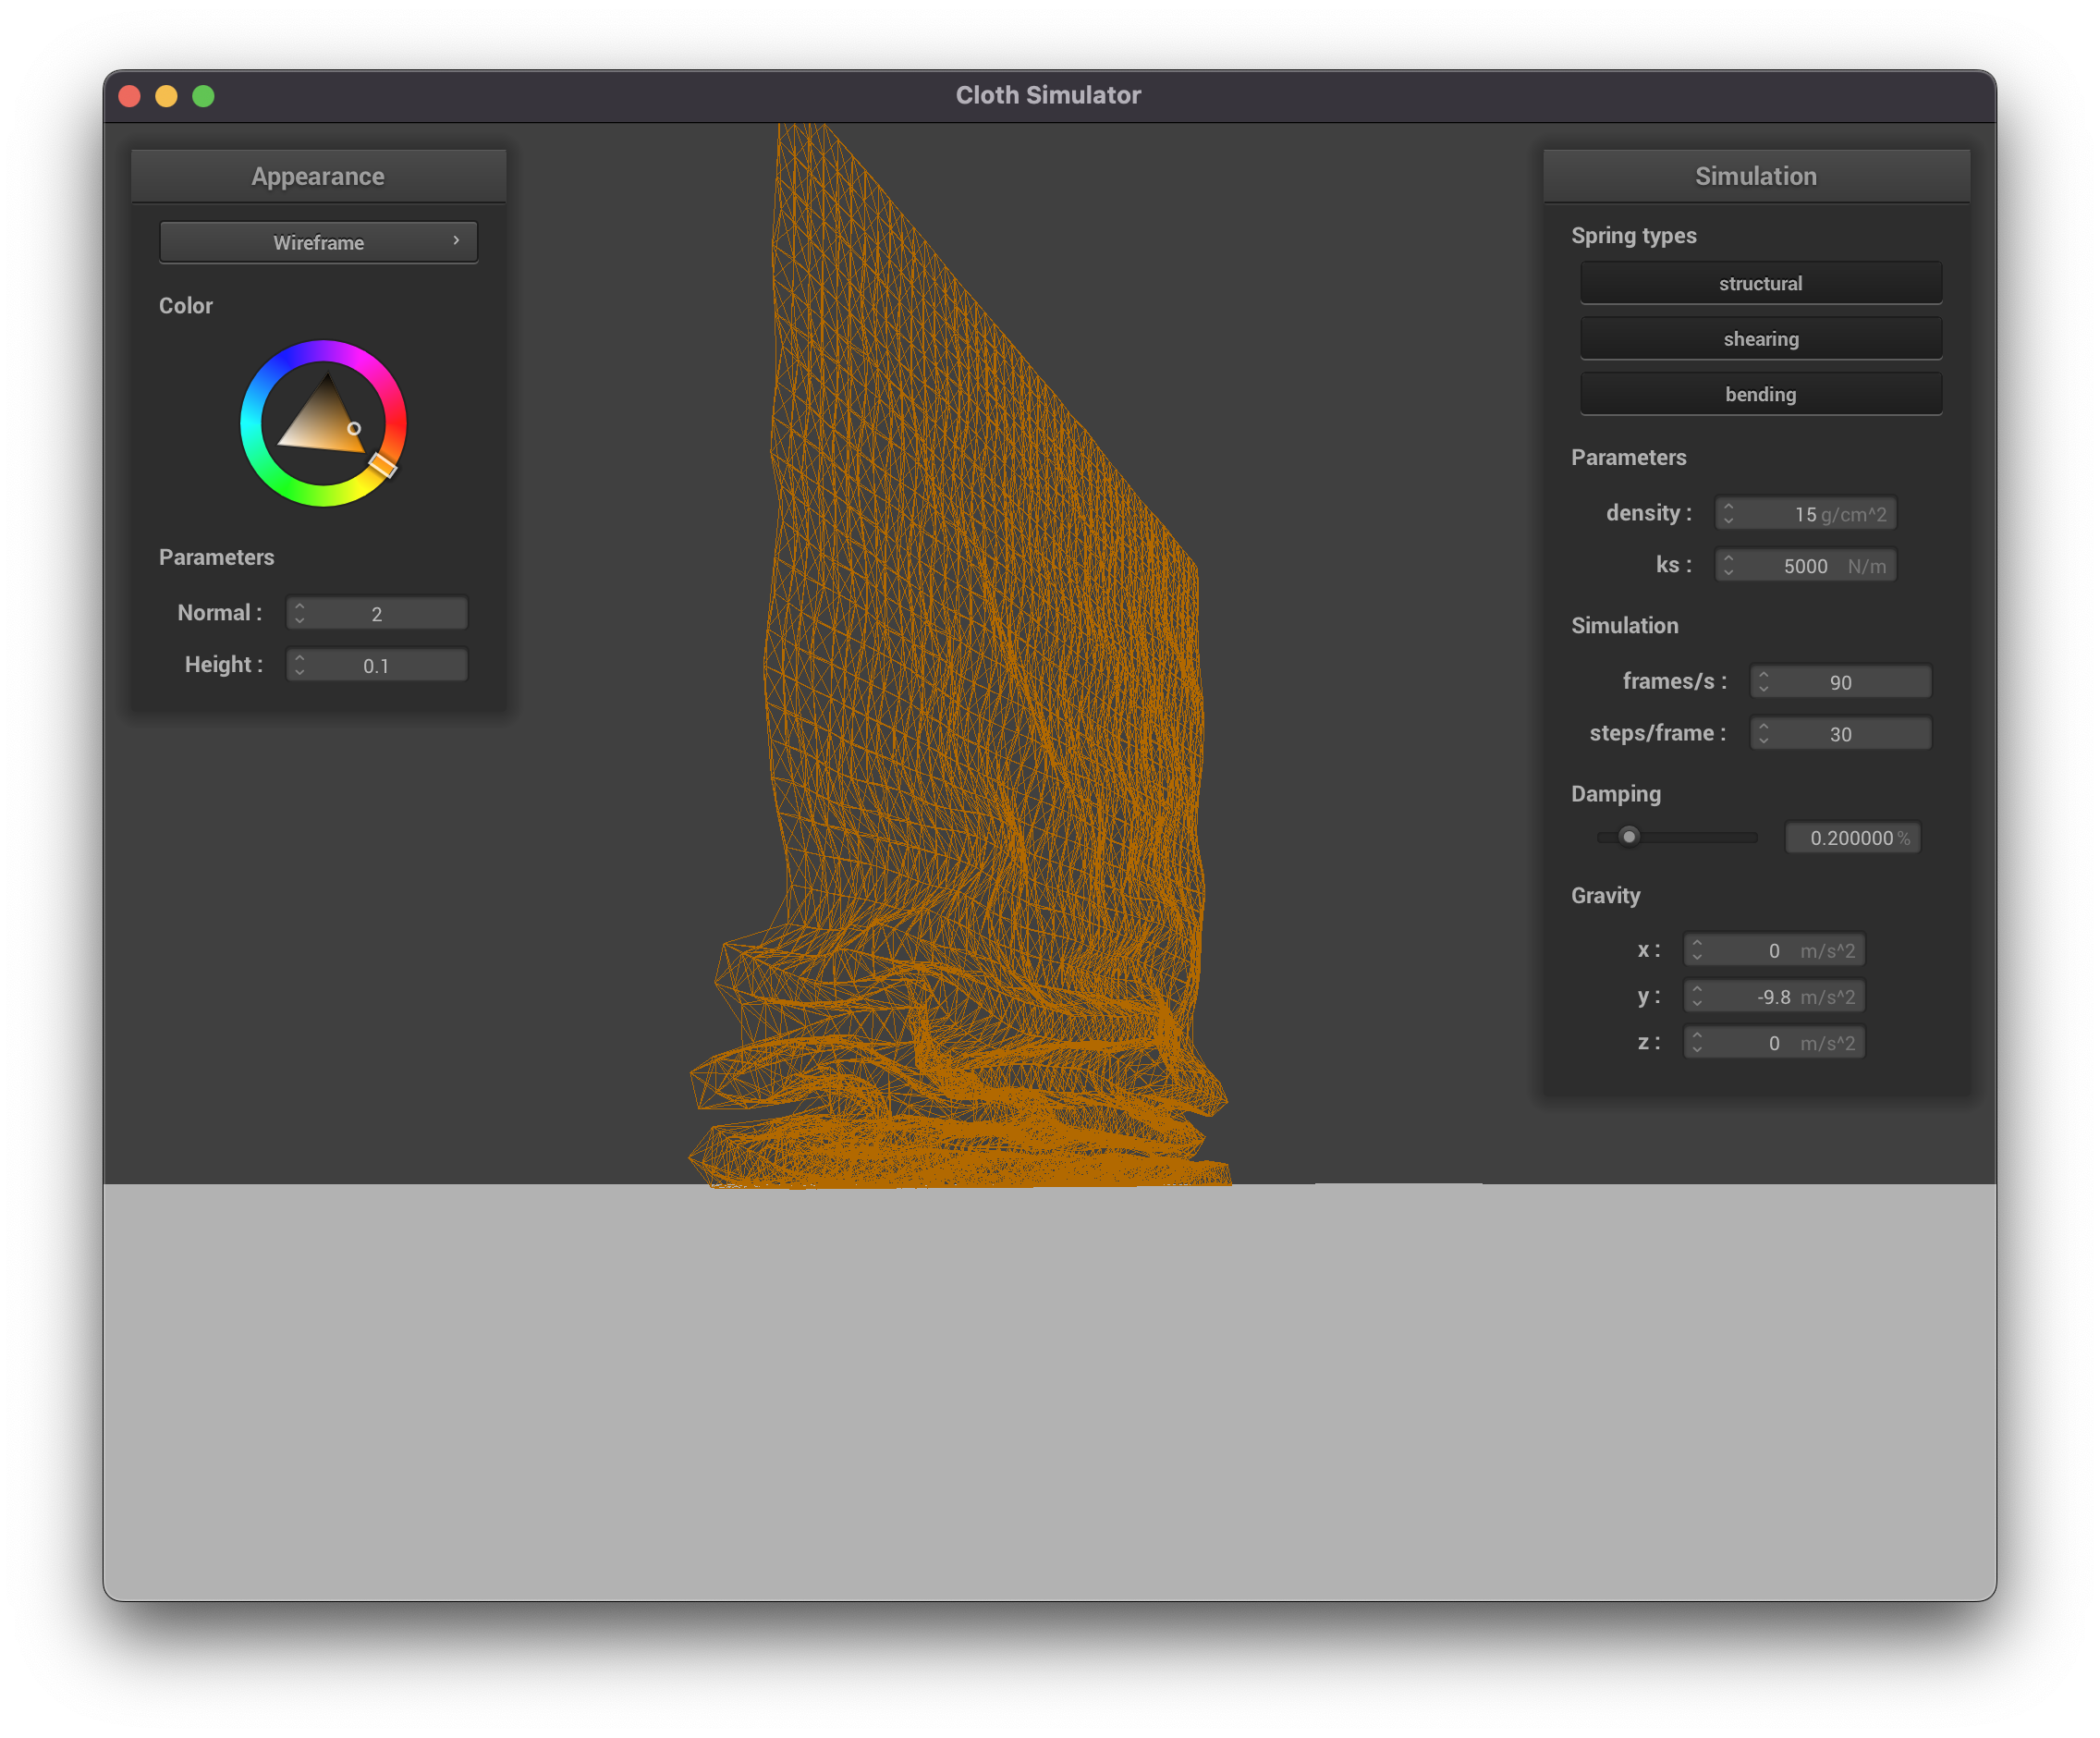 Cloth Simulator
Appearance
Wireframe
Color
Parameters
Normal : 2
Height : 0.1
Simulation
Spring types
structural
shearing
bending
Parameters
density : 15 g/cm^2
ks : 5000 N/m
Simulation
frames/s : 90
steps/frame : 30
Damping
0.200000 %
Gravity
x : 0 m/s^2
y : -9.8 m/s^2
z : 0 m/s^2